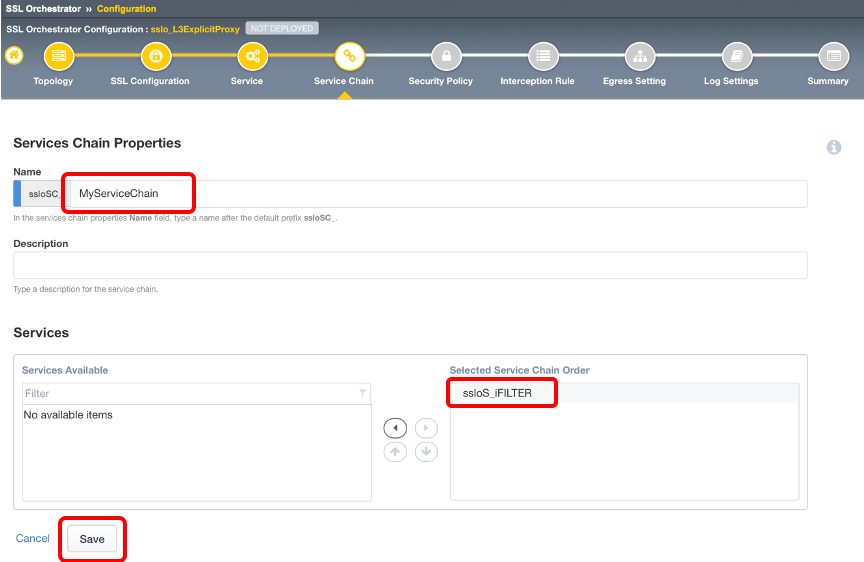 SSL Orchestrator » Configuration
SSL Orchestrator Configuration : sslo_L3ExplicitProxy NOT DEPLOYED
Topology SSL Configuration Service Service Chain Security Policy Interception Rule Egress Setting Log Settings Summary
Services Chain Properties
Name
ssloSC_ MyServiceChain
In the services chain properties Name field, type a name after the default prefix ssloSC_.
Description
Type a description for the service chain.
Services
Services Available Selected Service Chain Order
Filter ssloS_iFILTER
No available items
Cancel Save